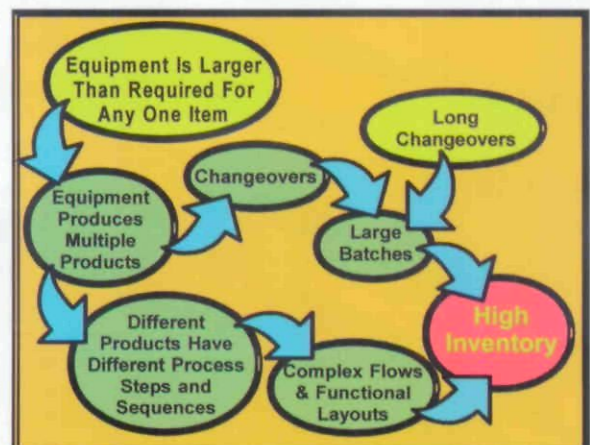 Equipment Is Larger
Than Required For
Any One Item
Long
Changeovers
Changeovers
Equipment
Produces
Multiple
Products
Large
Batches
High
Inventory
Different
Products Have
Different Process
Steps and
Sequences
Complex Flows
& Functional
Layouts